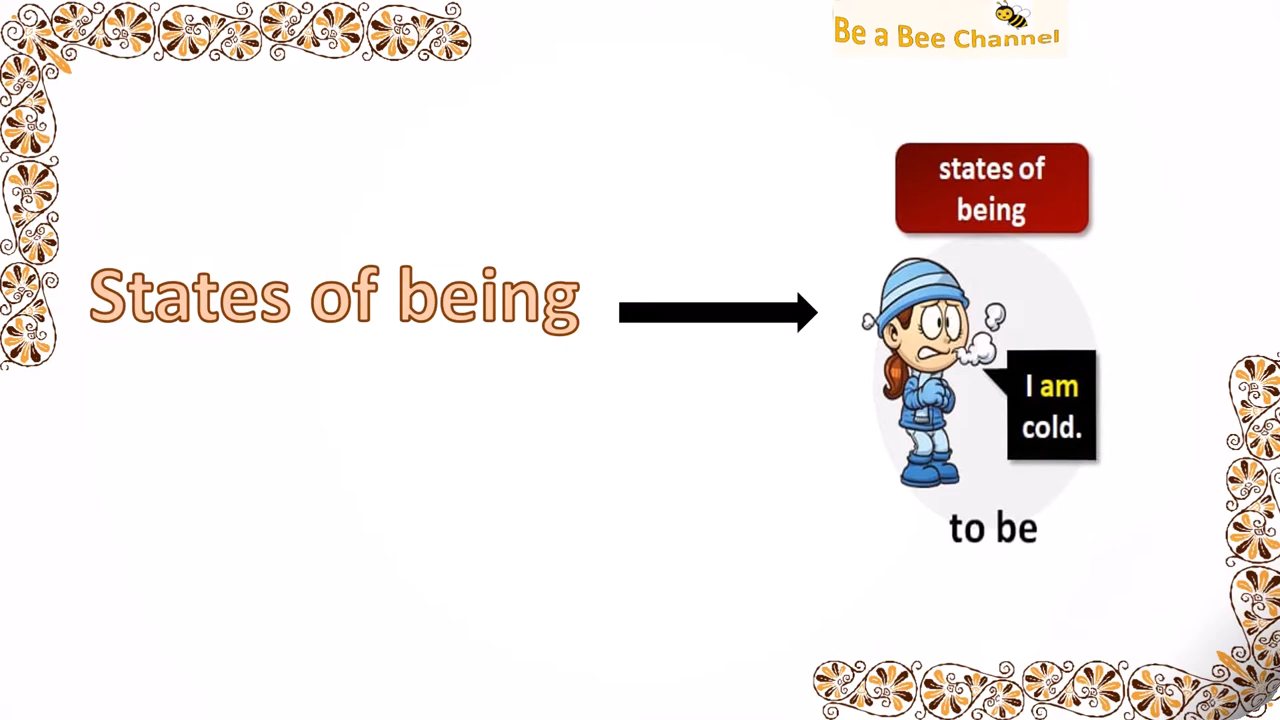 Be a Bee Channel
states of
being
States of being
I am
cold.
to be